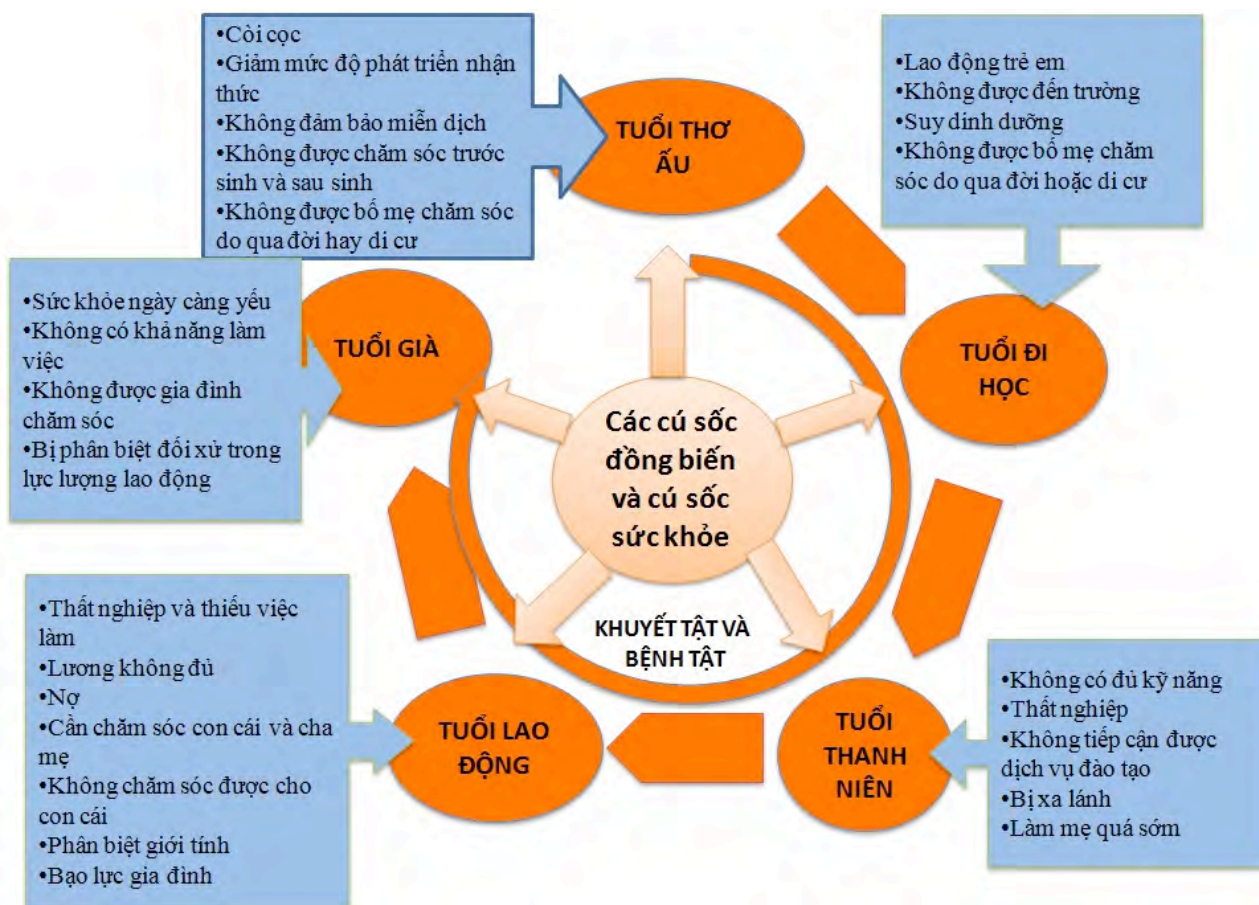 •Còi cọc
•Giảm mức độ phát triển nhận
thức
•Không đảm bảo miễn dịch
•Không được chăm sóc trước
sinh và sau sinh
•Không được bố mẹ chăm sóc
do qua đời hay di cư
TUỔI THƠ
ẤU
•Lao động trẻ em
•Không được đến trường
•Suy dinh dưỡng
•Không được bố mẹ chăm
sóc do qua đời hoặc di cư
TUỔI ĐI
HỌC
•Sức khỏe ngày càng yếu
•Không có khả năng làm
việc
•Không được gia đình
chăm sóc
•Bị phân biệt đối xử trong
lực lượng lao động
TUỔI GIÀ
Các cú sốc
đồng biến
và cú sốc
sức khỏe
KHUYẾT TẬT VÀ
BỆNH TẬT
•Thất nghiệp và thiếu việc
làm
•Lương không đủ
•Nợ
•Cần chăm sóc con cái và cha
mẹ
•Không chăm sóc được cho
con cái
•Phân biệt giới tính
•Bạo lực gia đình
TUỔI LAO
ĐỘNG
TUỔI
THANH
NIÊN
•Không có đủ kỹ năng
•Thất nghiệp
•Không tiếp cận được
dịch vụ đào tạo
•Bị xa lánh
•Làm mẹ quá sớm